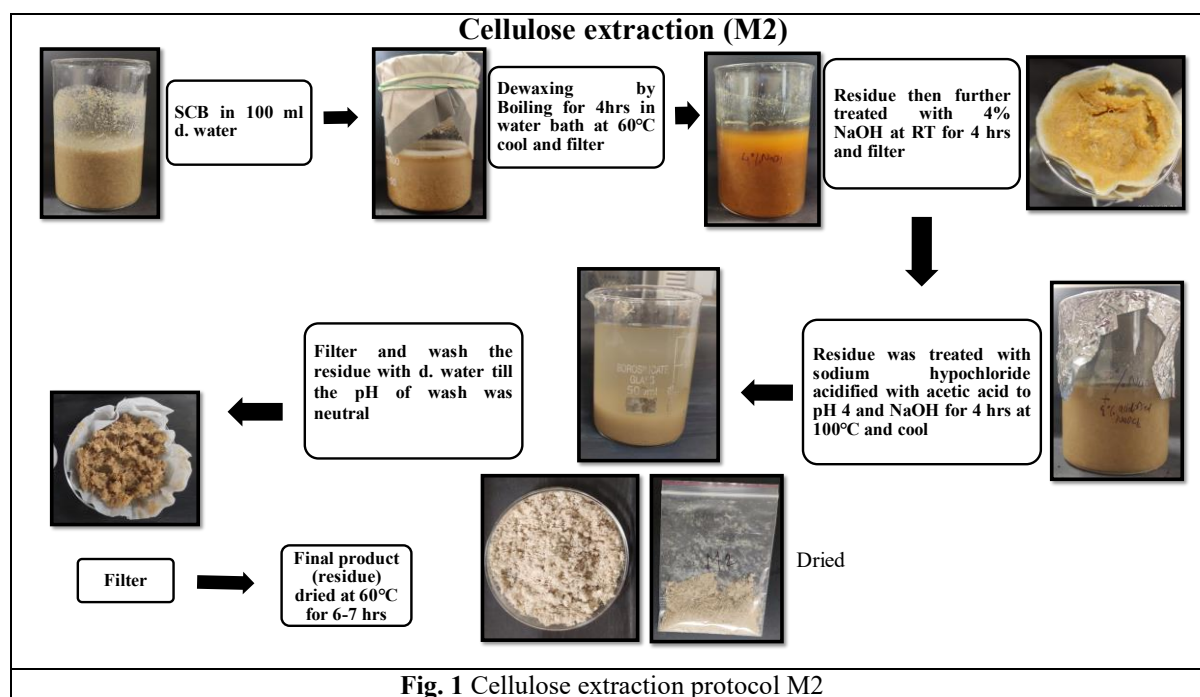 Cellulose extraction (M2)
SCB in 100 ml
d. water
Dewaxing by
Boiling for 4hrs in
water bath at 60°C
cool and filter
Residue then further
treated with 4%
NaOH at RT for 4 hrs
and filter
Residue was treated with
sodium hypochloride
acidified with acetic acid to
pH 4 and NaOH for 4 hrs at
100°C and cool
BOROSILICATE
GLASS
Filter and wash the
residue with d. water till
the pH of wash was
neutral
Filter
Final product
(residue)
dried at 60°C
for 6-7 hrs
Dried
Fig. 1 Cellulose extraction protocol M2